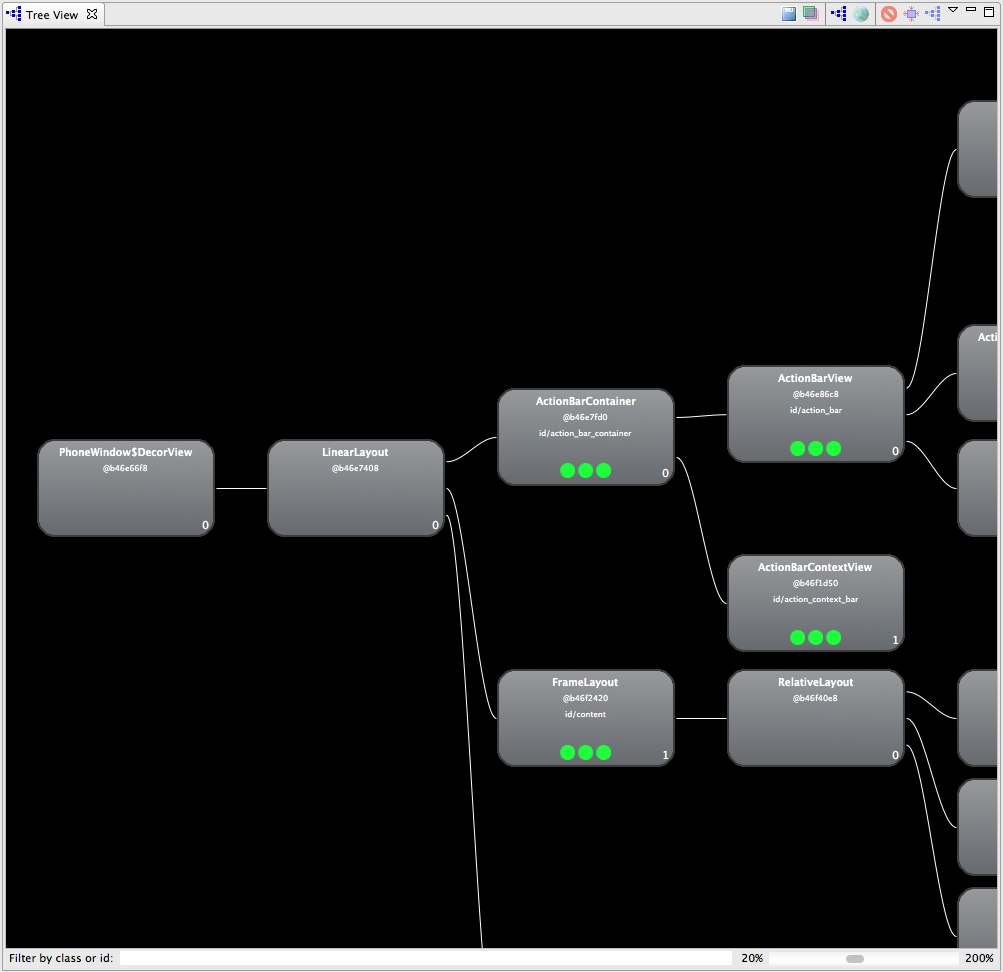 Tree View
ActionBarView
@b46e86c8
id/action_bar
0
ActionBarContainer
@b46e7fd0
id/action_bar_container
0
PhoneWindow$DecorView
@b46e66f8
0
LinearLayout
@b46e7408
0
ActionBarContextView
@b46f1d50
id/action_context_bar
1
FrameLayout
@b46f2420
id/content
1
RelativeLayout
@b46f40e8
0
Filter by class or id:
20%
200%